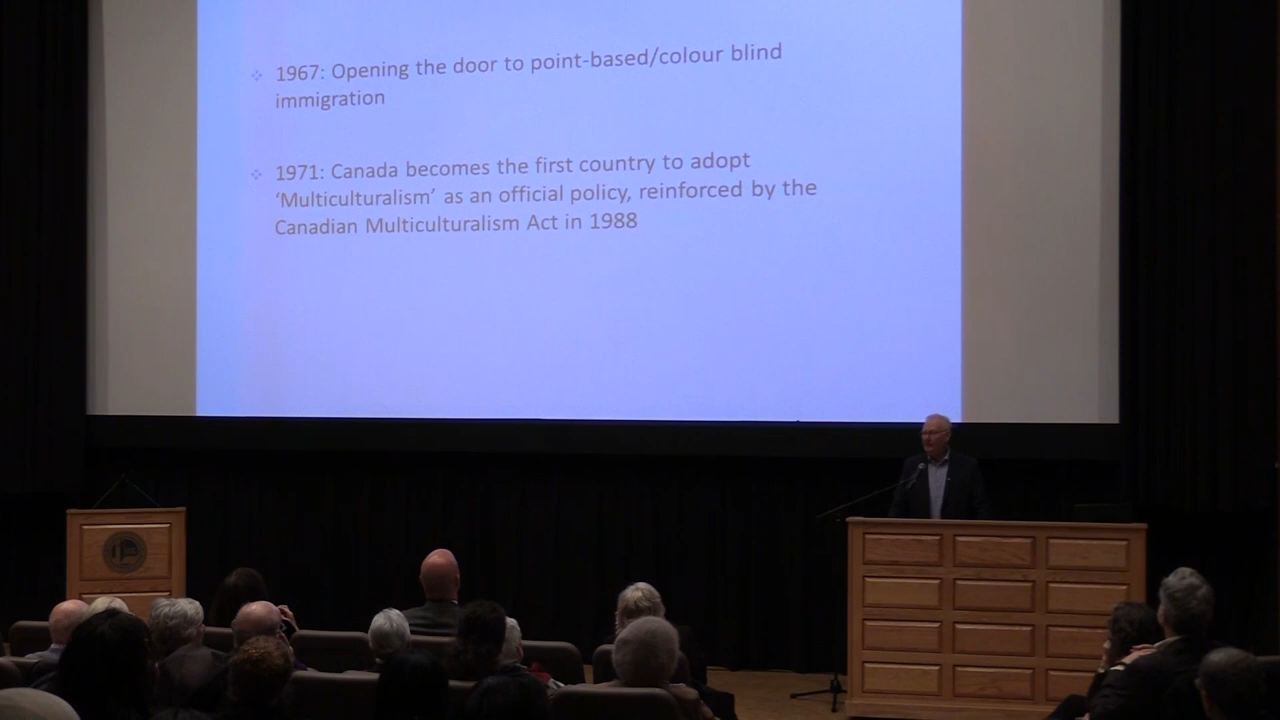 1967: Opening the door to point-based/colour blind
immigration
1971: Canada becomes the first country to adopt
‘Multiculturalism’ as an official policy, reinforced by the
Canadian Multiculturalism Act in 1988